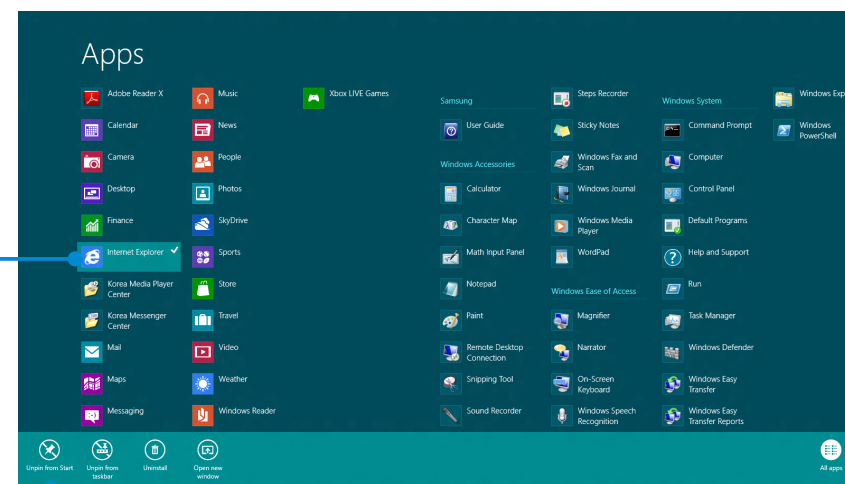 Apps
Adobe Reader X
Calendar
Camera
Desktop
Finance
Internet Explorer
Korea Media Player
Center
Korea Messenger
Center
Mail
Maps
Messaging
Music
News
People
Photos
SkyDrive
Sports
Store
Travel
Video
Weather
Windows Reader
Xbox LIVE Games
Samsung
User Guide
Windows Accessories
Calculator
Character Map
Math Input Panel
Notepad
Paint
Remote Desktop
Connection
Snipping Tool
Sound Recorder
Steps Recorder
Sticky Notes
Windows Fax and
Scan
Windows Journal
Windows Media
Player
WordPad
Windows Ease of Access
Magnifier
Narrator
On-Screen
Keyboard
Windows Speech
Recognition
Windows System
Command Prompt
Computer
Control Panel
Default Programs
Help and Support
Run
Task Manager
Windows Defender
Windows Easy
Transfer
Windows Easy
Transfer Reports
Windows Exp
Windows
PowerShell
Unpin from Start
Unpin from
taskbar
Uninstall
Open new
window
All apps